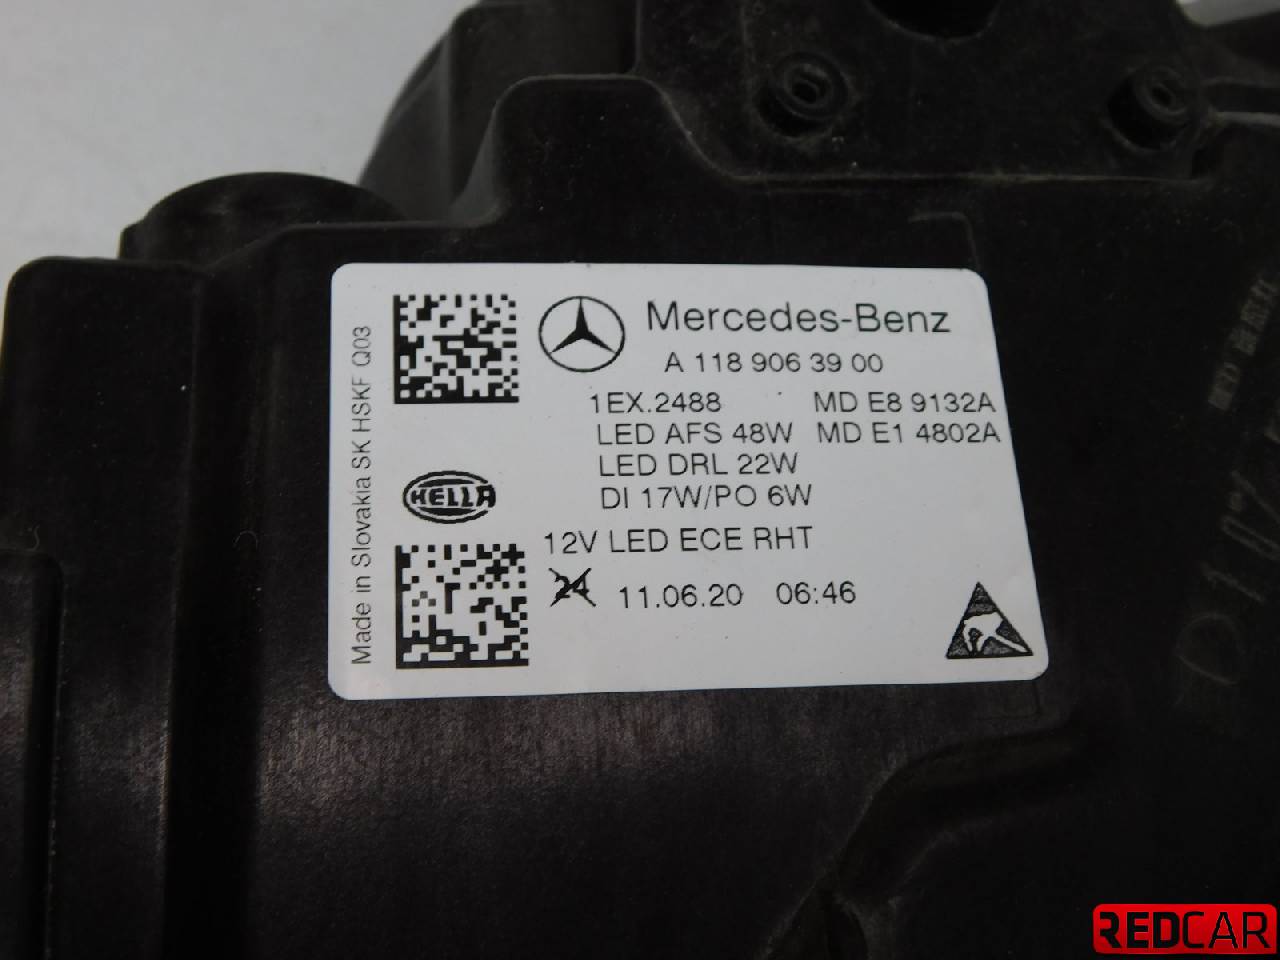 Mercedes-Benz
A 118 906 39 00
1EX.2488 MD E8 9132A
LED AFS 48W MD E1 4802A
LED DRL 22W
DI 17W/PO 6W
12V LED ECE RHT
24 11.06.20 06:46
HELLA
Made in Slovakia SK HSKF Q03
REDCAR